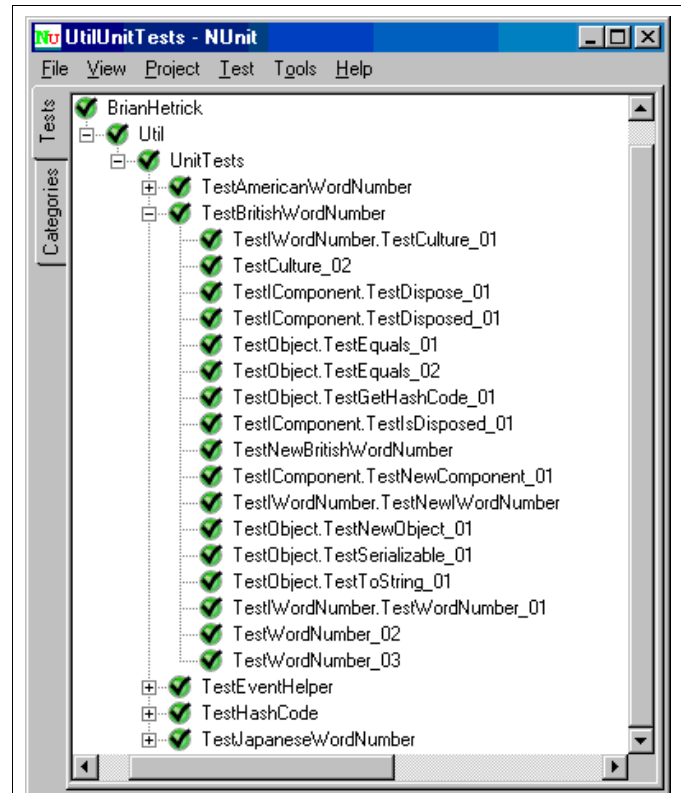 NU UtilUnitTests - NUnit
File View Project Test Tools Help
Tests
Categories
BrianHetrick
Util
UnitTests
TestAmericanWordNumber
TestBritishWordNumber
TestIWordNumber.TestCulture_01
TestCulture_02
TestIComponent.TestDispose_01
TestIComponent.TestDisposed_01
TestObject.TestEquals_01
TestObject.TestEquals_02
TestObject.TestGetHashCode_01
TestIComponent.TestIsDisposed_01
TestNewBritishWordNumber
TestIComponent.TestNewComponent_01
TestIWordNumber.TestNewIWordNumber
TestObject.TestNewObject_01
TestObject.TestSerializable_01
TestObject.TestToString_01
TestIWordNumber.TestWordNumber_01
TestWordNumber_02
TestWordNumber_03
TestEventHelper
TestHashCode
TestJapaneseWordNumber